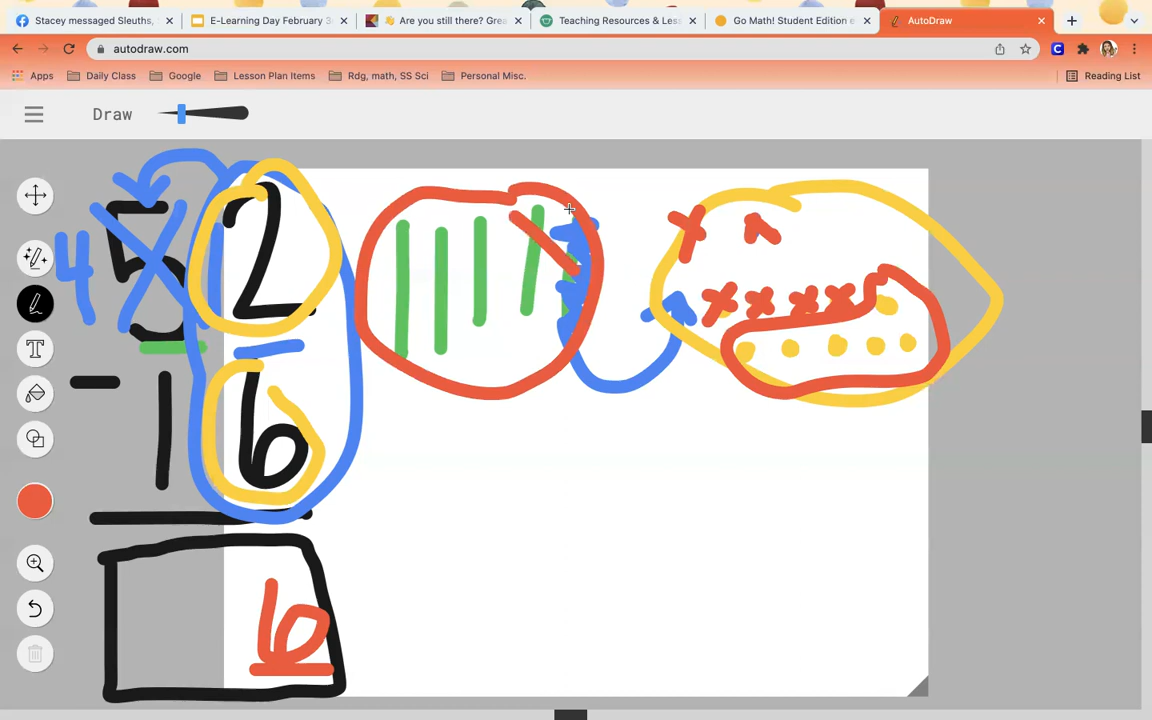 Stacey messaged Sleuths,
E-Learning Day February 3
Are you still there? Grea
Teaching Resources & Less
Go Math! Student Edition e
AutoDraw
autodraw.com
Apps
Daily Class
Google
Lesson Plan Items
Rdg, math, SS Sci
Personal Misc.
Reading List
Draw
4 5 2
- 1 6
6